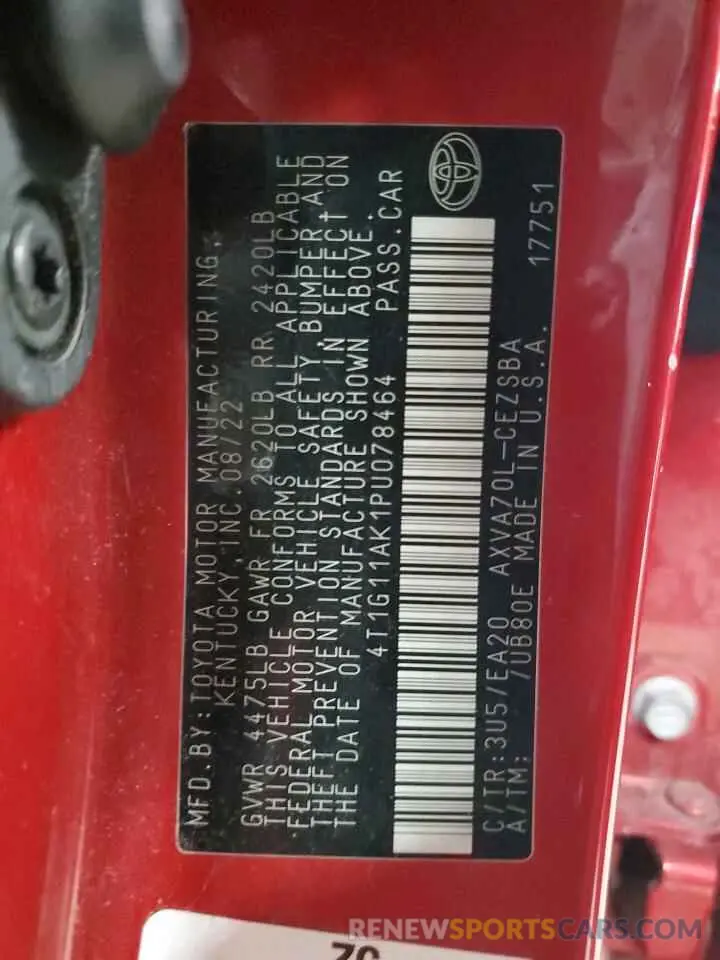 MFD.BY:TOYOTA MOTOR MANUFACTURING,
KENTUCKY,INC.08/22
GVWR 4475LB GAWR FR 2620LB RR 2420LB
THIS VEHICLE CONFORMS TO ALL APPLICABLE
FEDERAL MOTOR VEHICLE SAFETY, BUMPER AND
THEFT PREVENTION STANDARDS IN EFFECT ON
THE DATE OF MANUFACTURE SHOWN ABOVE.
4T1G11AK1PU078464 PASS.CAR
C/TR:3U5/EA20 AXVA70L-CEZSBA 17751
A/TM: /UB80E MADE IN U.S.A.
RENEWSPORTSCARS.COM